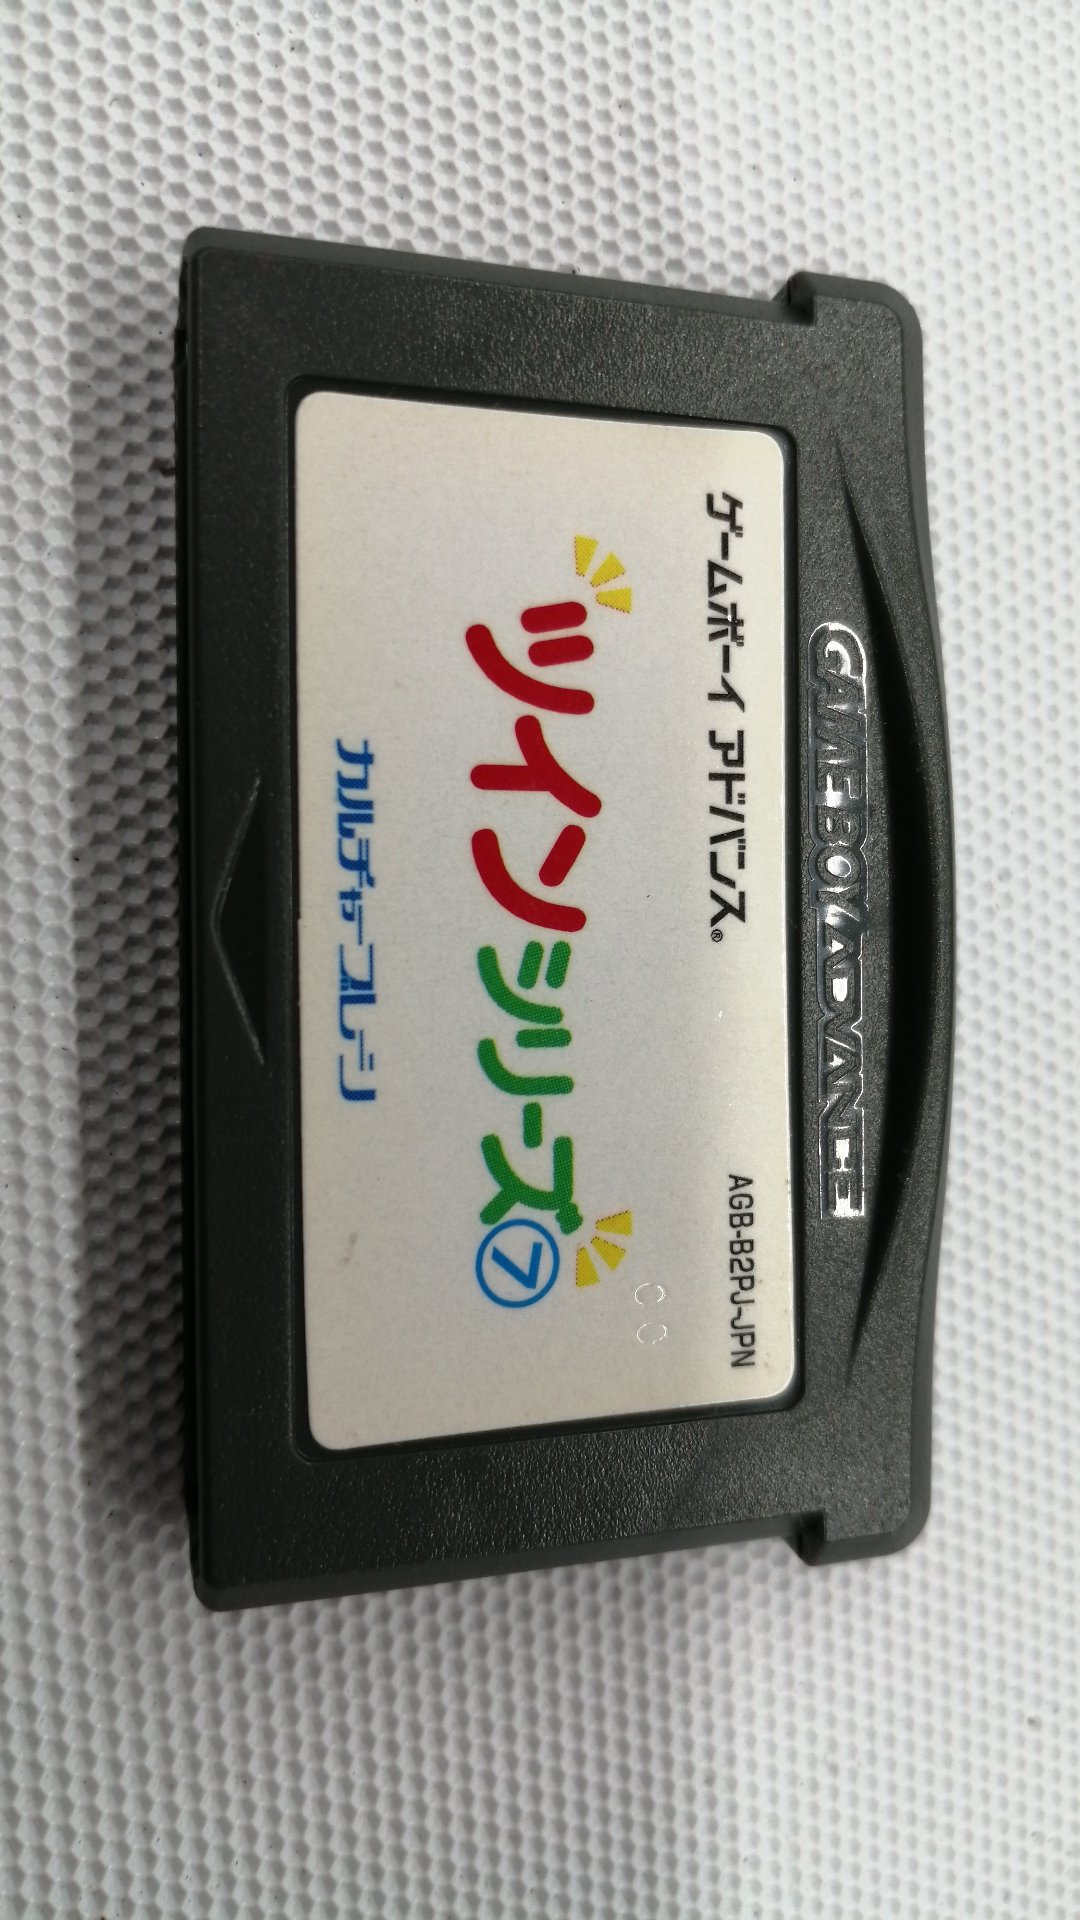 GAME BOY ADVANCE
ゲームボーイ アドバンス®
AGB-B2PJ-JPN
ツインシリーズ⑦
カルチャーブレーン